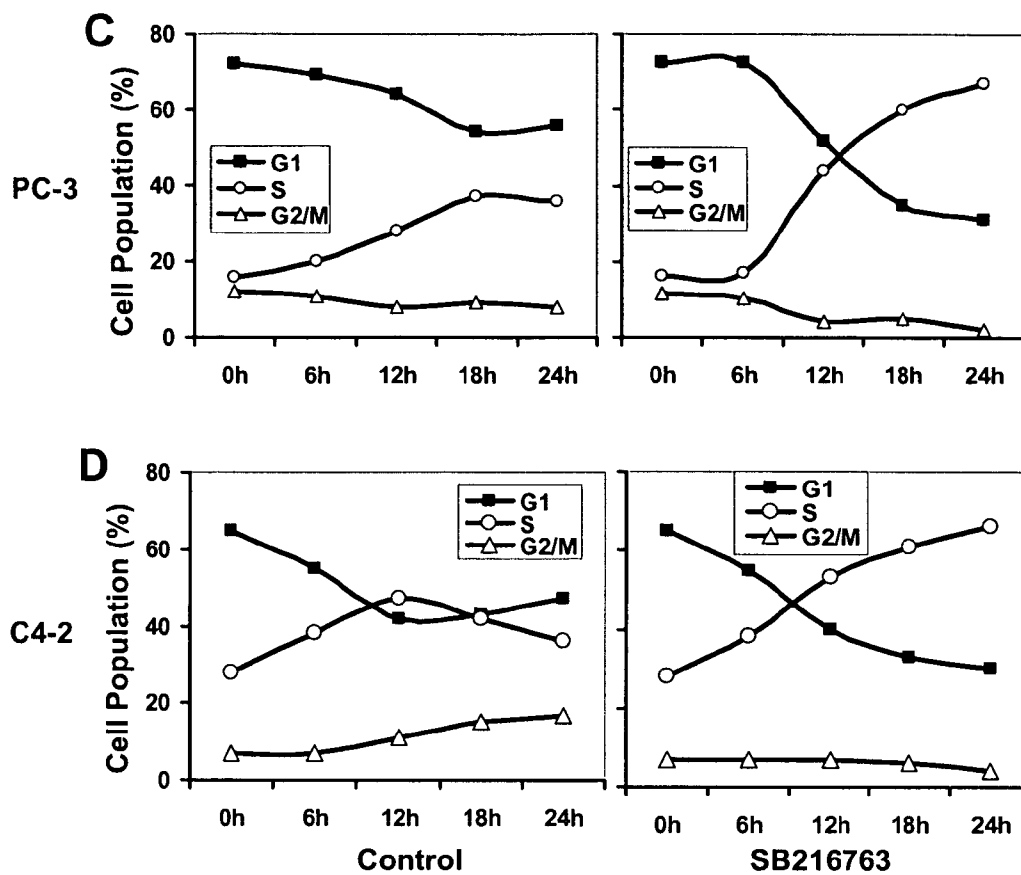 C
PC-3
Cell Population (%)
80
60
40
20
0
G1
S
G2/M
0h 6h 12h 18h 24h
G1
S
G2/M
0h 6h 12h 18h 24h
D
C4-2
Cell Population (%)
80
60
40
20
0
G1
S
G2/M
0h 6h 12h 18h 24h
Control
G1
S
G2/M
0h 6h 12h 18h 24h
SB216763